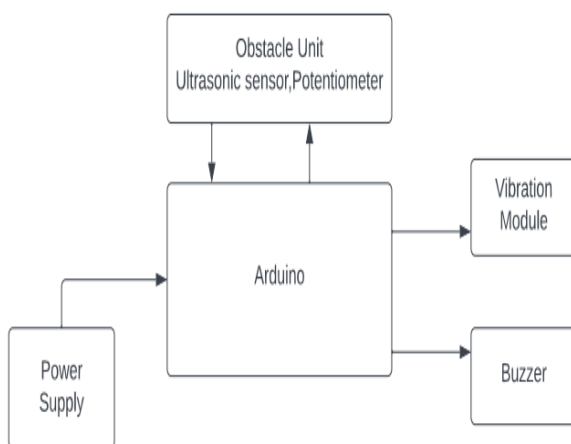 Obstacle Unit
Ultrasonic sensor,Potentiometer
Vibration
Module
Arduino
Power
Supply
Buzzer